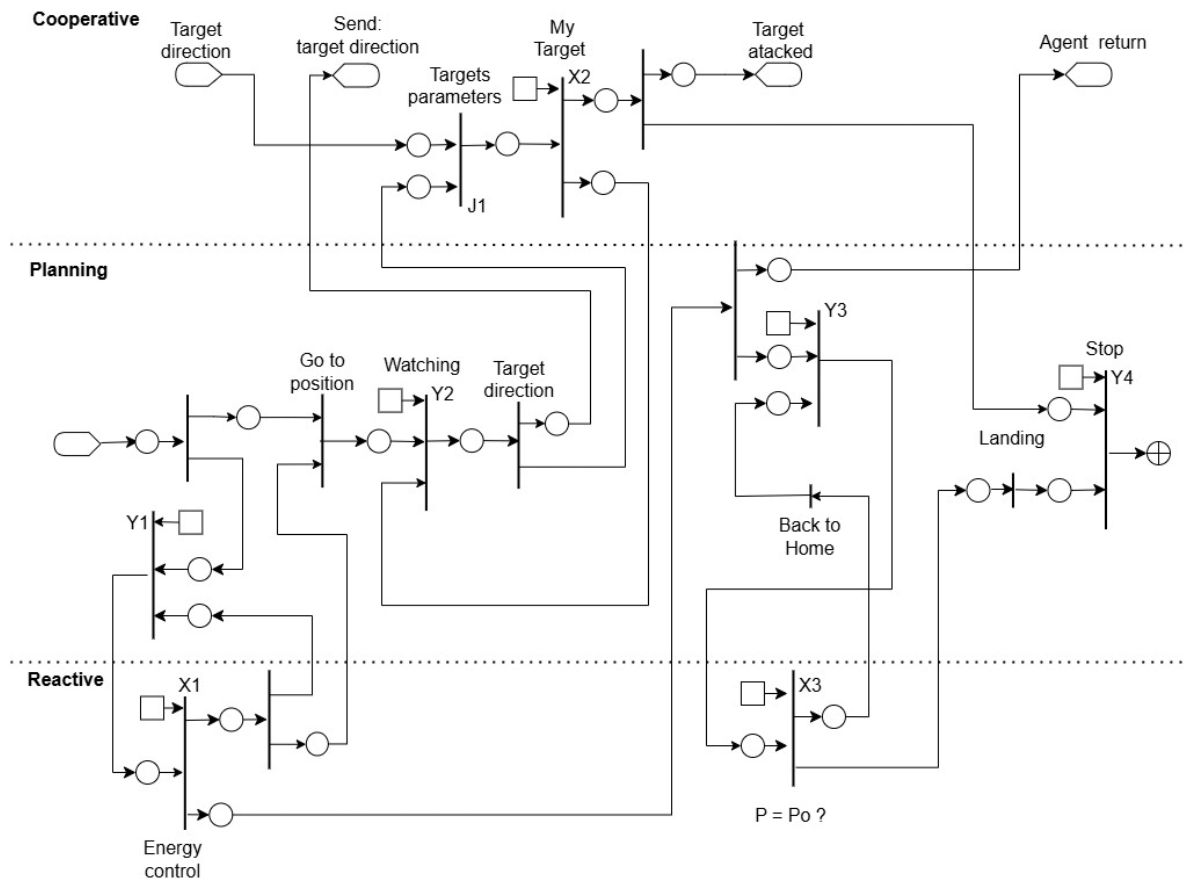 Cooperative
Target
direction
Send:
target direction
My
Target
Target
atacked
Agent return
Targets
parameters
X2
J1
Planning
Y3
Go to
position
Watching
Target
direction
Stop
Y2
Y4
Landing
Y1
Back to
Home
Reactive
X1
X3
P = Po ?
Energy
control